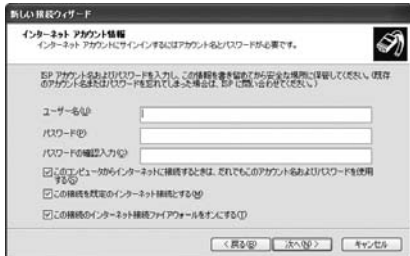 新しい接続ウィザード
インターネット アカウント情報
インターネット アカウントにサインインするにはアカウント名とパスワードが必要です。
ISP アカウント名およびパスワードを入力し、この情報を書き留めてから安全な場所に保管してください。(既存
のアカウント名またはパスワードを忘れてしまった場合は、ISP に問い合わせてください。)
ユーザー名(U):
パスワード(P):
パスワードの確認入力(C):
このコンピュータからインターネットに接続するときは、だれでもこのアカウント名およびパスワードを使用
する(S)
この接続を既定のインターネット接続とする(M)
この接続のインターネット接続ファイアウォールをオンにする(T)
< 戻る(B)
次へ(N) >
キャンセル